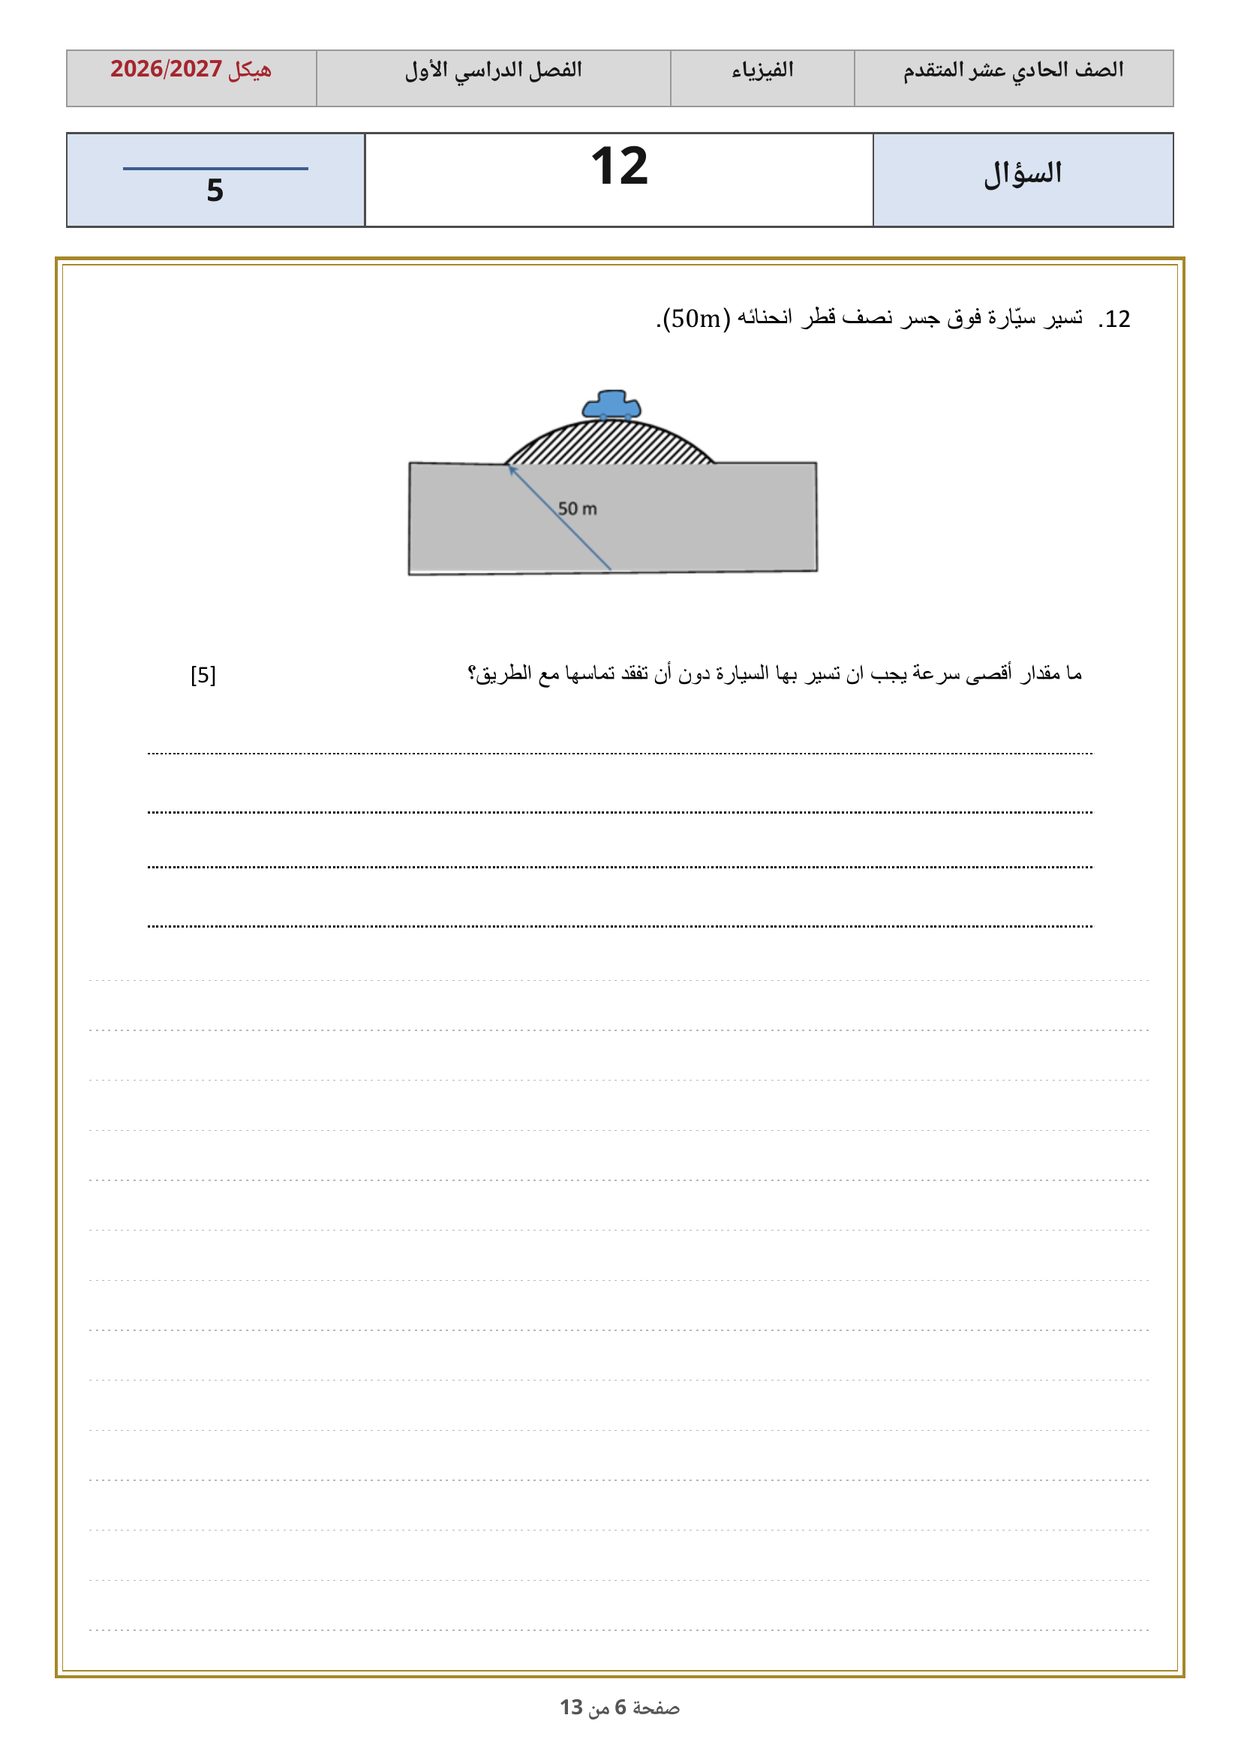 الصف الحادي عشر المتقدم الفيزياء الفصل الدراسي الأول هيكل 2026/2027
السؤال 12 5
12. تسير سيّارة فوق جسر نصف قطر انحنائه (50m).
50 m
ما مقدار أقصى سرعة يجب ان تسير بها السيارة دون أن تفقد تماسها مع الطريق؟ [5]
صفحة 6 من 13